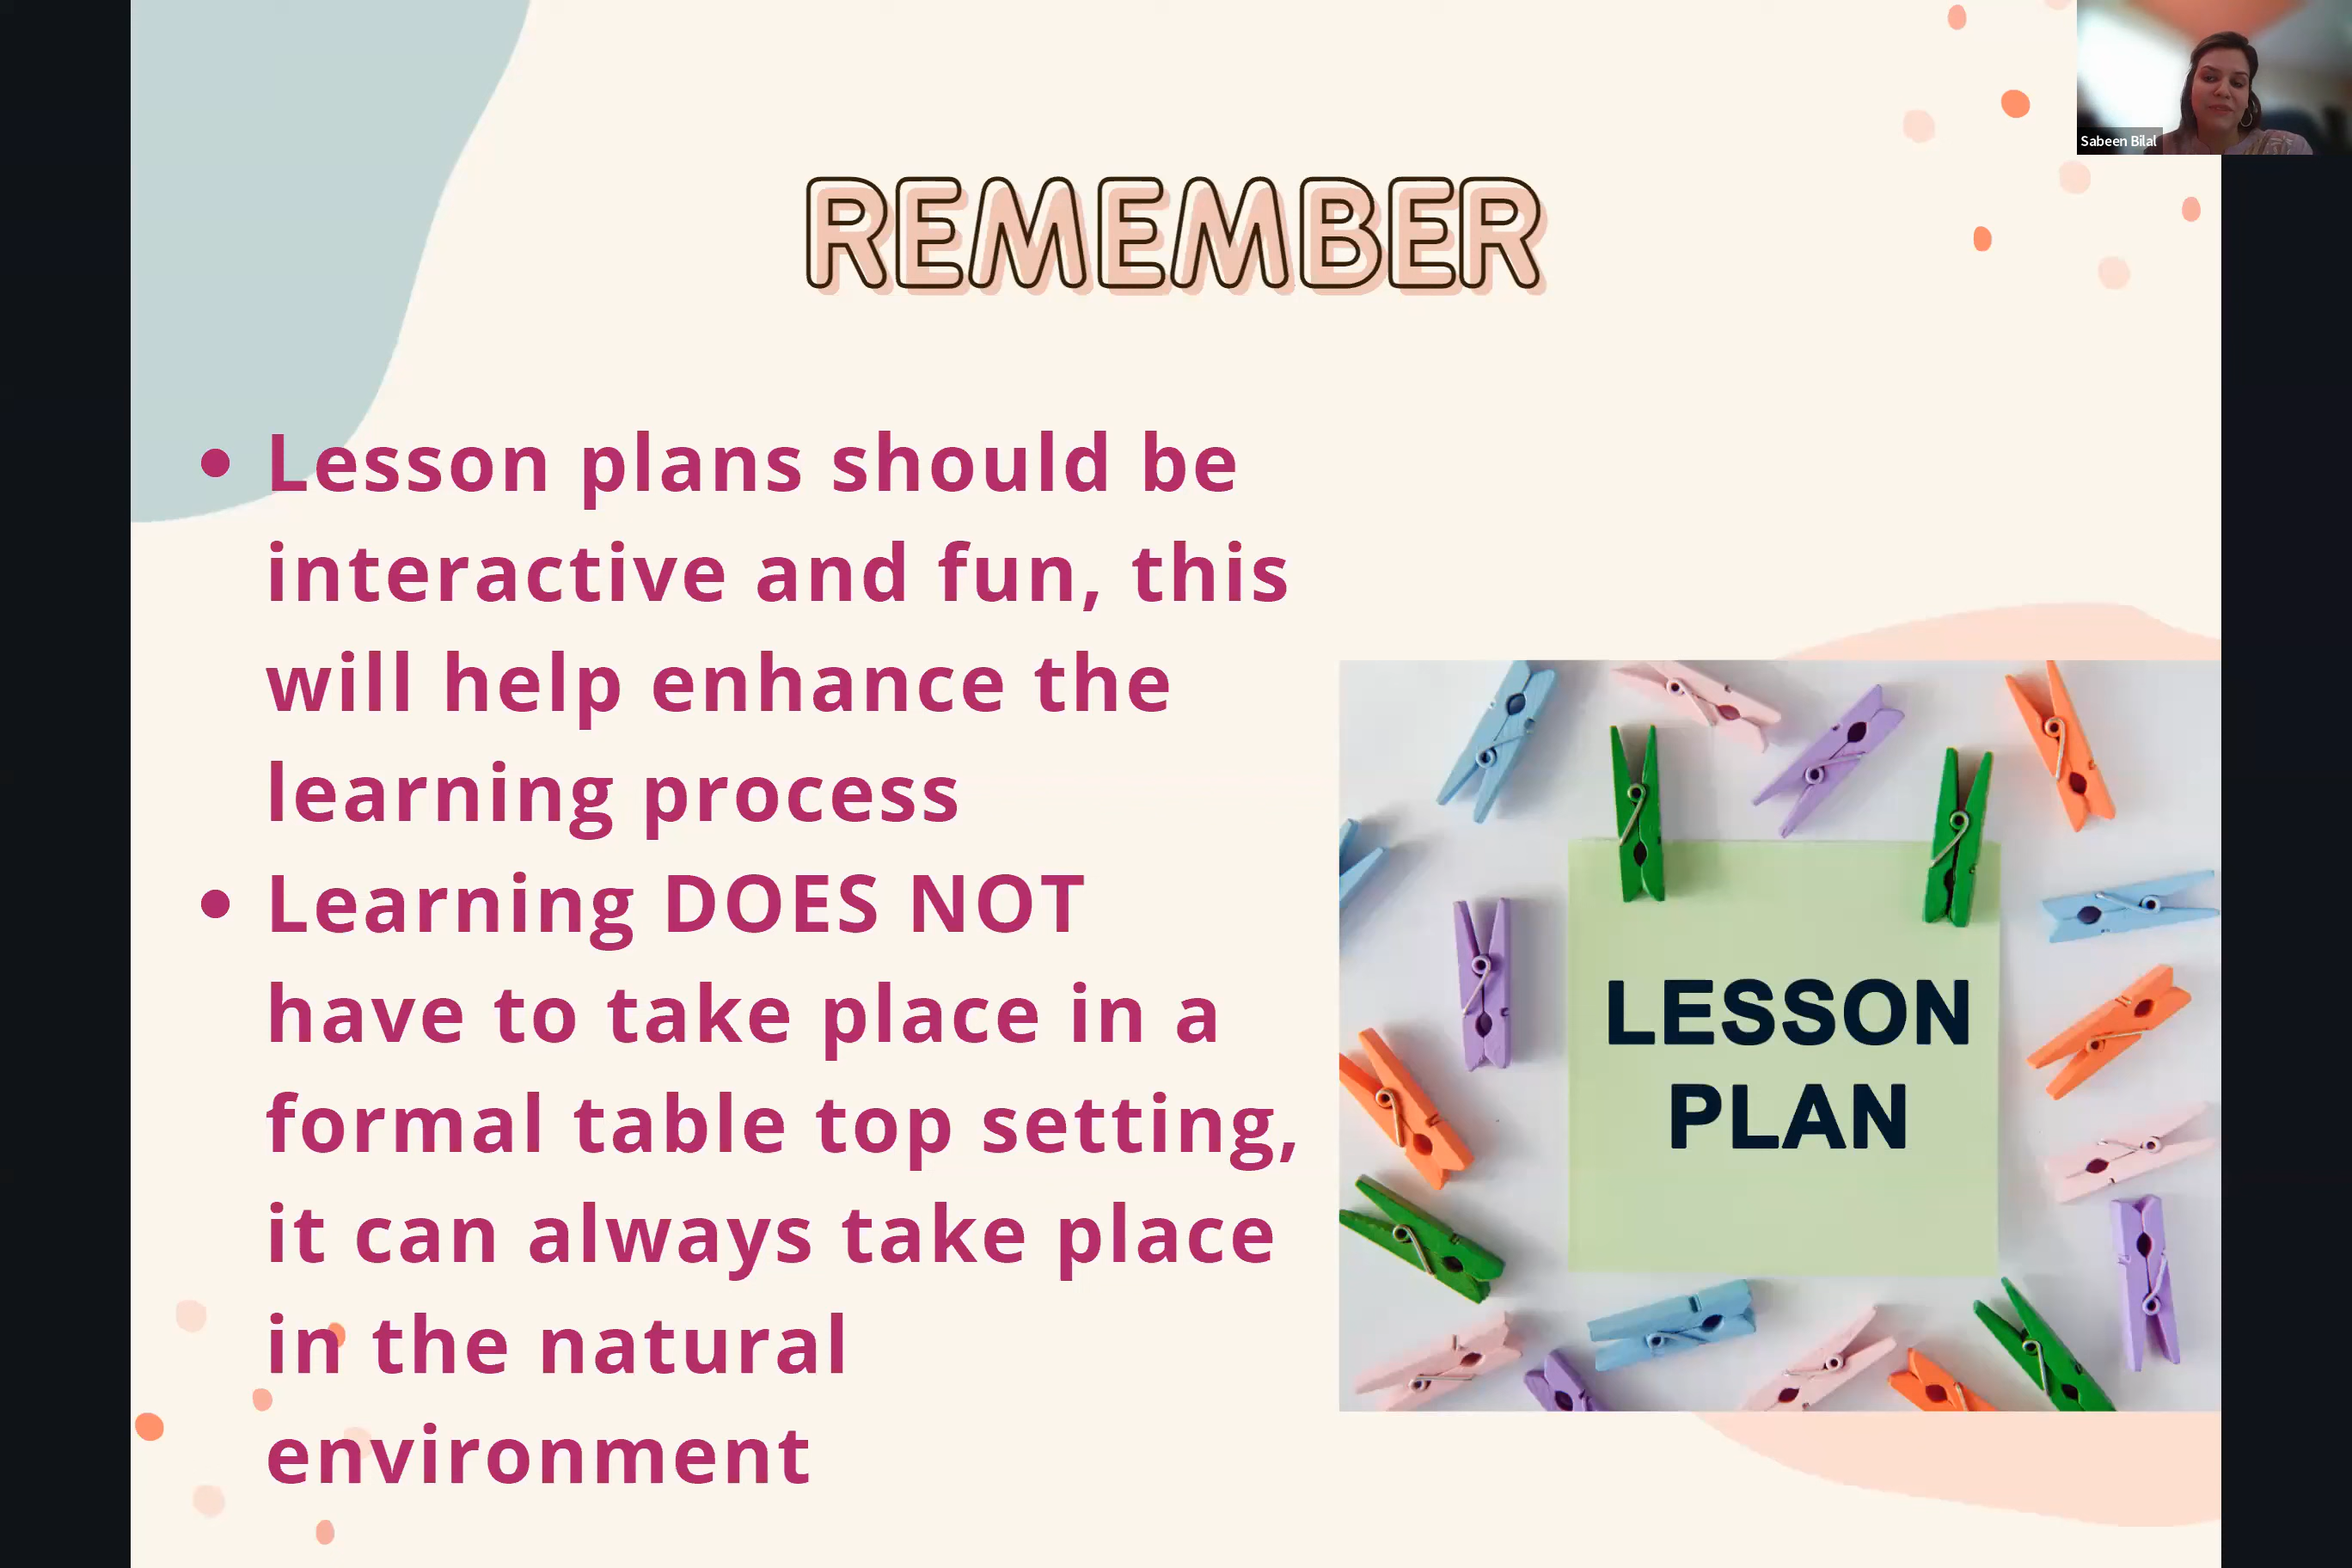 Sabeen Bilal
REMEMBER
• Lesson plans should be
interactive and fun, this
will help enhance the
learning process
• Learning DOES NOT
have to take place in a
formal table top setting,
it can always take place
in the natural
environment
LESSON
PLAN